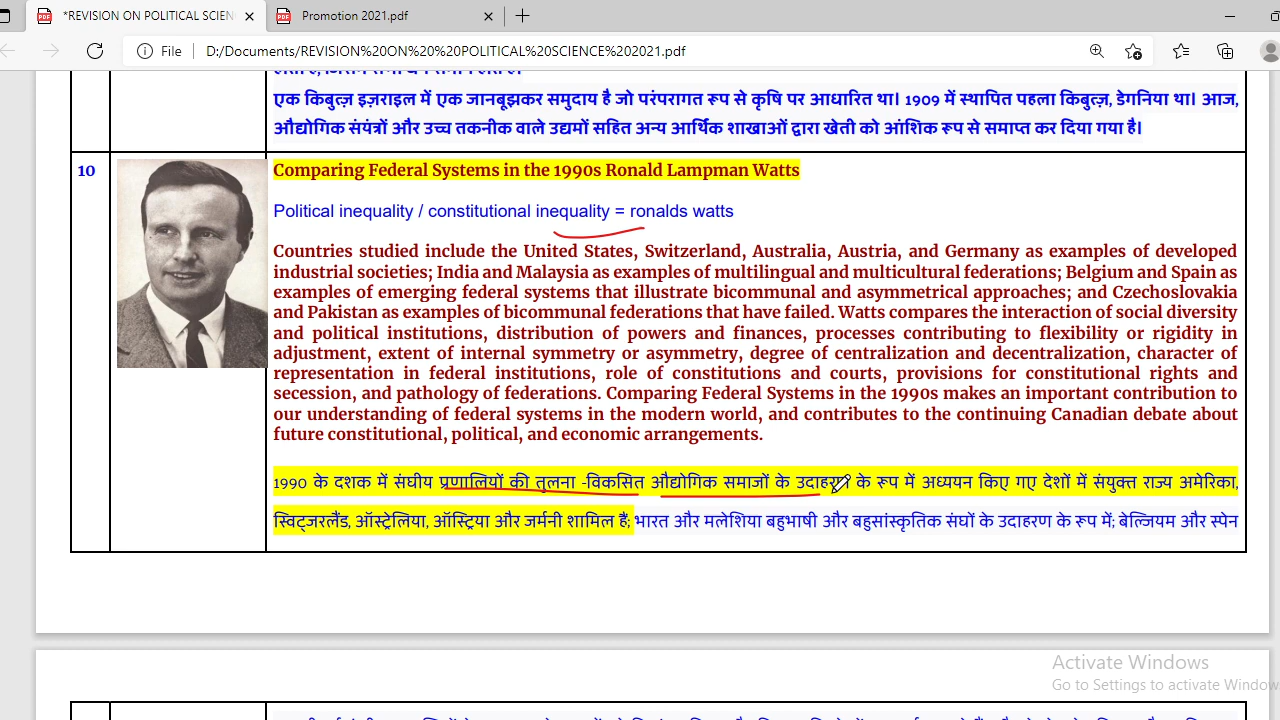 *REVISION ON POLITICAL SCIEN
Promotion 2021.pdf
File
D:/Documents/REVISION%20ON%20%20POLITICAL%20SCIENCE%202021.pdf
एक किबुत्ज़ इज़राइल में एक जानबूझकर समुदाय है जो परंपरागत रूप से कृषि पर आधारित था। 1909 में स्थापित पहला किबुत्ज़, डेगनिया था। आज,
औद्योगिक संयंत्रों और उच्च तकनीक वाले उद्यमों सहित अन्य आर्थिक शाखाओं द्वारा खेती को आंशिक रूप से समाप्त कर दिया गया है।
10
Comparing Federal Systems in the 1990s Ronald Lampman Watts
Political inequality / constitutional inequality = ronalds watts
Countries studied include the United States, Switzerland, Australia, Austria, and Germany as examples of developed
industrial societies; India and Malaysia as examples of multilingual and multicultural federations; Belgium and Spain as
examples of emerging federal systems that illustrate bicommunal and asymmetrical approaches; and Czechoslovakia
and Pakistan as examples of bicommunal federations that have failed. Watts compares the interaction of social diversity
and political institutions, distribution of powers and finances, processes contributing to flexibility or rigidity in
adjustment, extent of internal symmetry or asymmetry, degree of centralization and decentralization, character of
representation in federal institutions, role of constitutions and courts, provisions for constitutional rights and
secession, and pathology of federations. Comparing Federal Systems in the 1990s makes an important contribution to
our understanding of federal systems in the modern world, and contributes to the continuing Canadian debate about
future constitutional, political, and economic arrangements.
1990 के दशक में संघीय प्रणालियों की तुलना -विकसित औद्योगिक समाजों के उदाहरण के रूप में अध्ययन किए गए देशों में संयुक्त राज्य अमेरिका,
स्विट्जरलैंड, ऑस्ट्रेलिया, ऑस्ट्रिया और जर्मनी शामिल हैं; भारत और मलेशिया बहुभाषी और बहुसांस्कृतिक संघों के उदाहरण के रूप में; बेल्जियम और स्पेन
Activate Windows
Go to Settings to activate Window